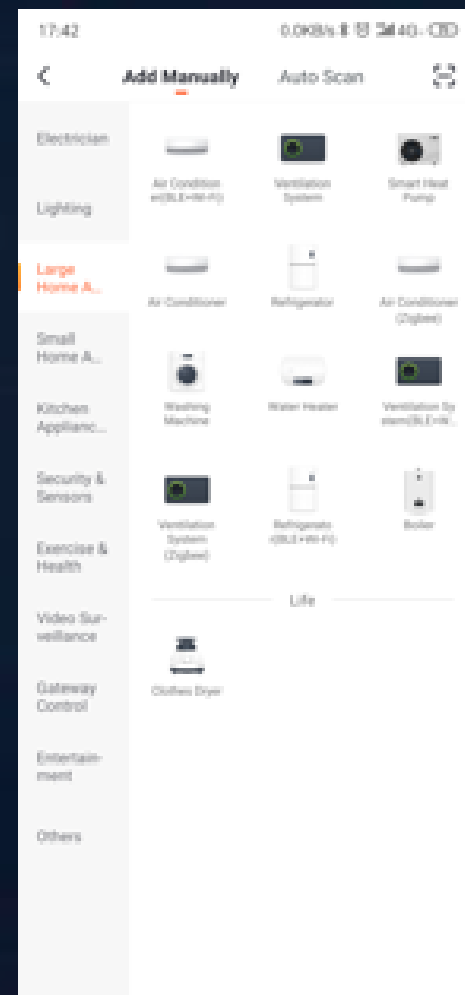 17:42
0.0KB/s 4G
Add Manually Auto Scan
Electrician
Lighting
Large
Home A...
Small
Home A...
Kitchen
Applianc...
Security &
Sensors
Exercise &
Health
Video Sur-
veillance
Gateway
Control
Entertain-
ment
Others
Air Condition
er(BLE+Wi-Fi)
Ventilation
System
Smart Heat
Pump
Air Conditioner
Refrigerator
Air Conditioner
(Zigbee)
Washing
Machine
Water Heater
Ventilation Sy
stem(BLE+W...
Ventilation
System
(Zigbee)
Refrigerato
r(BLE+Wi-Fi)
Boiler
Life
Clothes Dryer